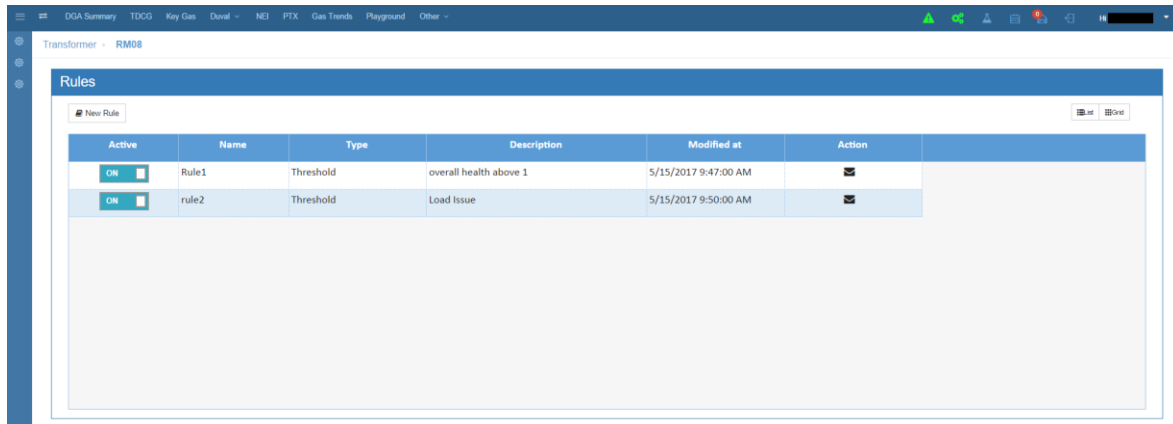 DGA Summary TDCG Key Gas Duval NEI PTX Gas Trends Playground Other 0 Hi
Transformer RM08
Rules
New Rule List Grid
Active Name Type Description Modified at Action
ON Rule1 Threshold overall health above 1 5/15/2017 9:47:00 AM
ON rule2 Threshold Load Issue 5/15/2017 9:50:00 AM